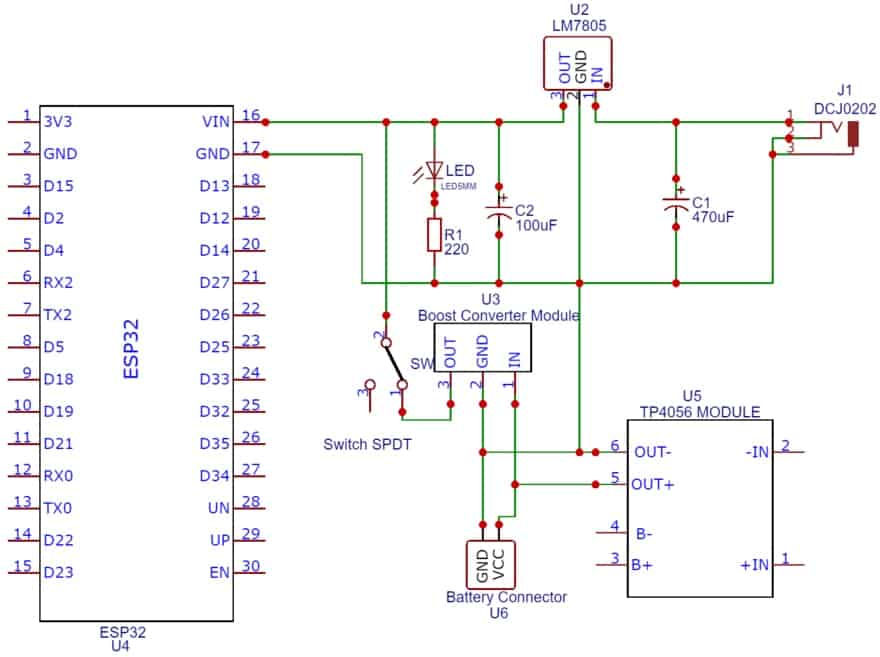 U2
LM7805
OUT
GND
IN
3
2
1
J1
DCJ0202
1
2
3
1 3V3 VIN 16
2 GND GND 17
3 D15 D13 18
4 D2 D12 19
5 D4 D14 20
6 RX2 D27 21
7 TX2 D26 22
8 D5 D25 23
9 D18 D33 24
10 D19 D32 25
11 D21 D35 26
12 RX0 D34 27
13 TX0 UN 28
14 D22 UP 29
15 D23 EN 30
ESP32
ESP32
U4
LED
LED5MM
R1
220
+
C2
100uF
+
C1
470uF
U3
Boost Converter Module
OUT
GND
IN
3
2
1
2
SW
3
1
Switch SPDT
U5
TP4056 MODULE
6 OUT- -IN 2
5 OUT+
4 B-
3 B+ +IN 1
GND
VCC
Battery Connector
U6